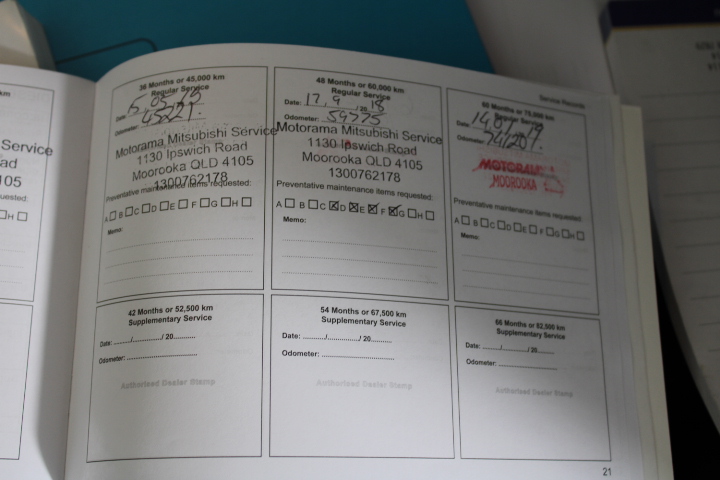 Service Records
36 Months or 45,000 km
Regular Service
Date: 15, 05, 15
Odometer: 45221.
Motorama Mitsubishi Service
1130 Ipswich Road
Moorooka QLD 4105
1300762178
Preventative maintenance items requested:
A B C D E F G H
Memo:
48 Months or 60,000 km
Regular Service
Date: 17, 9, 2018
Odometer: 59775
Motorama Mitsubishi Service
1130 Ipswich Road
Moorooka QLD 4105
1300762178
Preventative maintenance items requested:
A B C D E F G H
Memo:
60 Months or 75,000 km
Regular Service
Date:
Odometer:
MOTORAMA
MOOROOKA
Preventative maintenance items requested:
A B C D E F G H
Memo:
42 Months or 52,500 km
Supplementary Service
Date: ......./............./ 20..........
Odometer: ................................
Authorised Dealer Stamp
54 Months or 67,500 km
Supplementary Service
Date: ......../............./ 20..........
Odometer: ................................
Authorised Dealer Stamp
66 Months or 82,500 km
Supplementary Service
Date: ......./............./ 20..........
Odometer: ................................
Authorised Dealer Stamp
21
km
Service
105
uested:
H